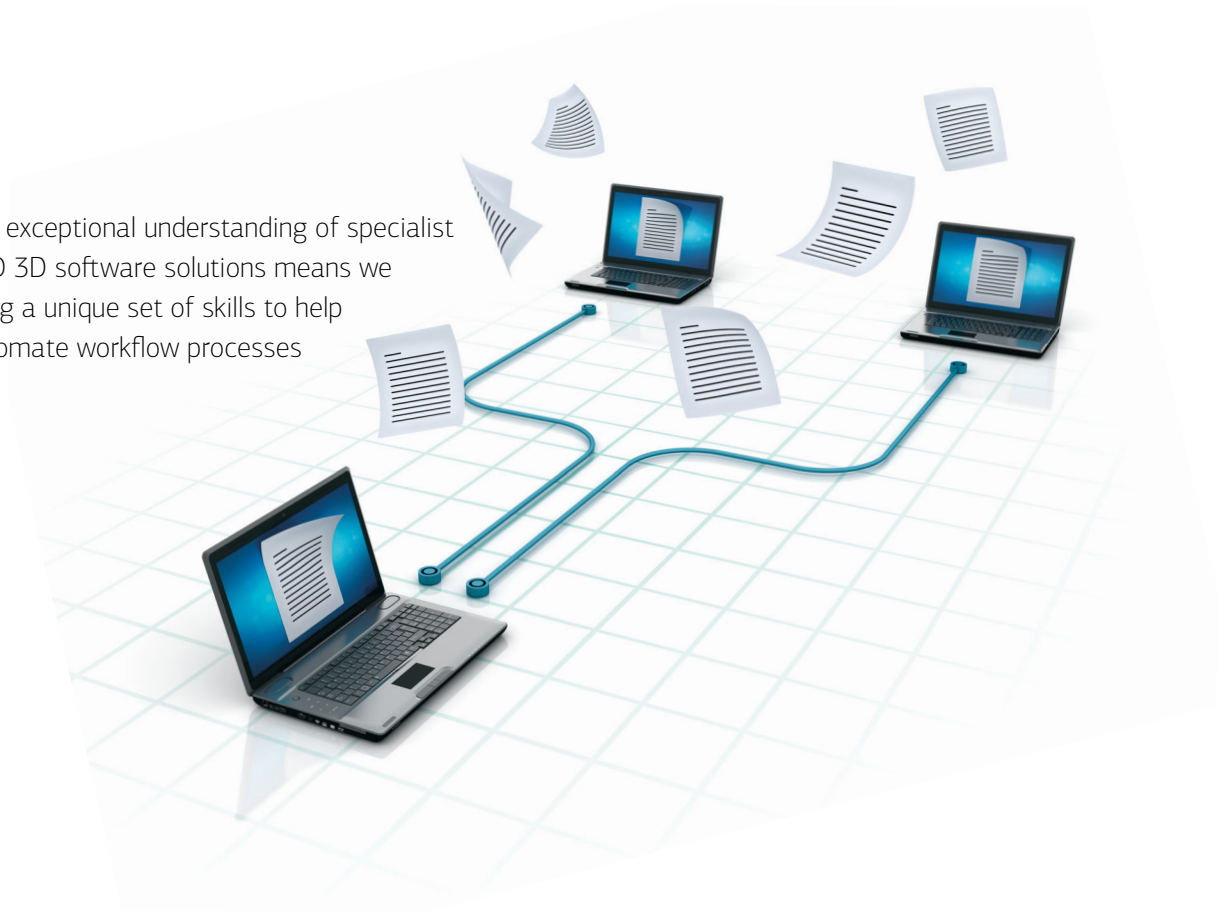 exceptional understanding of specialist
3D software solutions means we
a unique set of skills to help
workflow processes